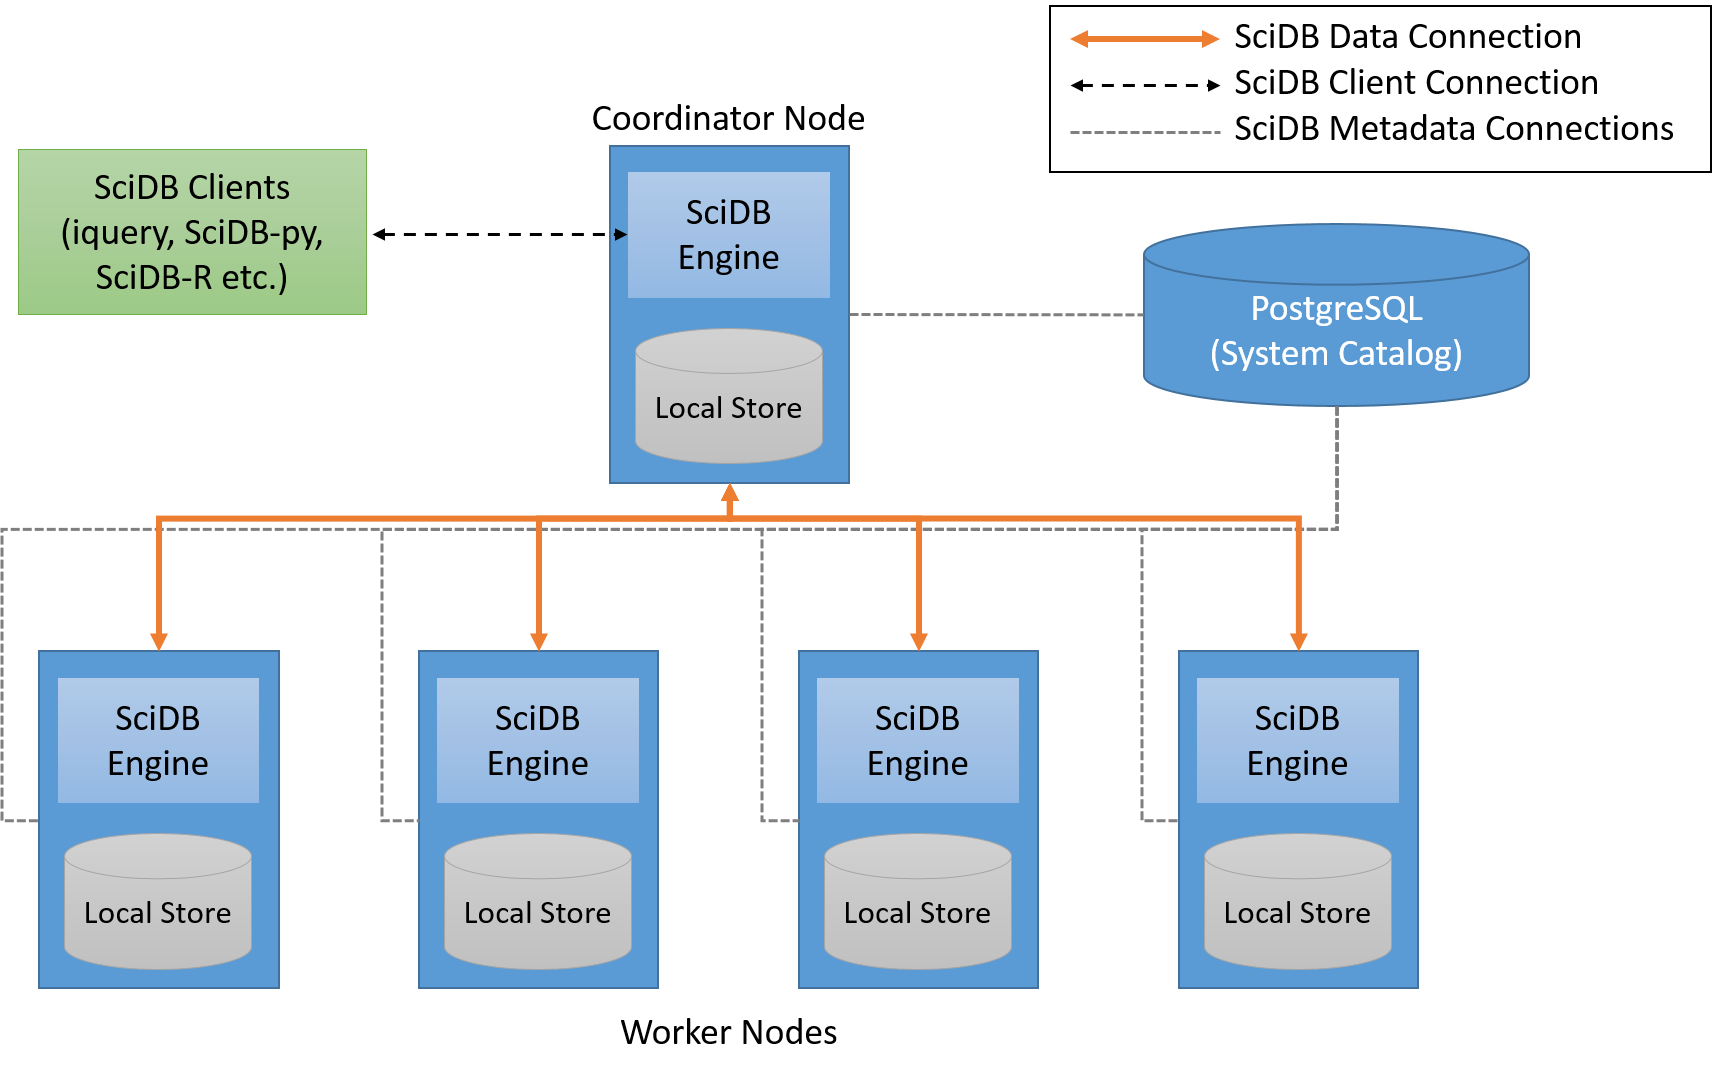 SciDB Data Connection
SciDB Client Connection
SciDB Metadata Connections
Coordinator Node
SciDB Clients
(iquery, SciDB-py,
SciDB-R etc.)
SciDB
Engine
Local Store
PostgreSQL
(System Catalog)
SciDB
Engine
Local Store
SciDB
Engine
Local Store
SciDB
Engine
Local Store
SciDB
Engine
Local Store
Worker Nodes